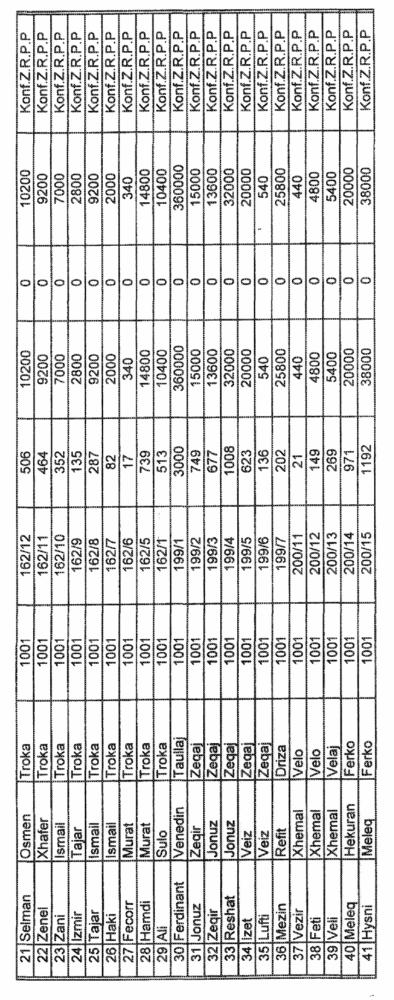 21 Selman Osmen Troka 1001 162/12 506 10200 0 10200 Konf.Z.R.P.P
22 Zenel Xhafer Troka 1001 162/11 464 9200 0 9200 Konf.Z.R.P.P
23 Zani Ismail Troka 1001 162/10 352 7000 0 7000 Konf.Z.R.P.P
24 Izmir Tajar Troka 1001 162/9 135 2800 0 2800 Konf.Z.R.P.P
25 Tajar Ismail Troka 1001 162/8 287 9200 0 9200 Konf.Z.R.P.P
26 Haki Ismail Troka 1001 162/7 82 2000 0 2000 Konf.Z.R.P.P
27 Fecorr Murat Troka 1001 162/6 17 340 0 340 Konf.Z.R.P.P
28 Hamdi Murat Troka 1001 162/5 739 14800 0 14800 Konf.Z.R.P.P
29 Ali Sulo Troka 1001 162/1 513 10400 0 10400 Konf.Z.R.P.P
30 Ferdinant Venedin Taullaj 1001 199/1 3000 360000 0 360000 Konf.Z.R.P.P
31 Jonuz Zeqir Zeqaj 1001 199/2 749 15000 0 15000 Konf.Z.R.P.P
32 Zeqir Jonuz Zeqaj 1001 199/3 677 13600 0 13600 Konf.Z.R.P.P
33 Reshat Jonuz Zeqaj 1001 199/4 1008 32000 0 32000 Konf.Z.R.P.P
34 Izet Veiz Zeqaj 1001 199/5 623 20000 0 20000 Konf.Z.R.P.P
35 Lufti Veiz Zeqaj 1001 199/6 136 540 0 540 Konf.Z.R.P.P
36 Mezin Refit Driza 1001 199/7 202 25800 0 25800 Konf.Z.R.P.P
37 Vezir Xhemal Velo 1001 200/11 21 440 0 440 Konf.Z.R.P.P
38 Feti Xhemal Velo 1001 200/12 149 4800 0 4800 Konf.Z.R.P.P
39 Veli Xhemal Velaj 1001 200/13 269 5400 0 5400 Konf.Z.R.P.P
40 Meleq Hekuran Ferko 1001 200/14 971 20000 0 20000 Konf.Z.R.P.P
41 Hysni Meleq Ferko 1001 200/15 1192 38000 0 38000 Konf.Z.R.P.P